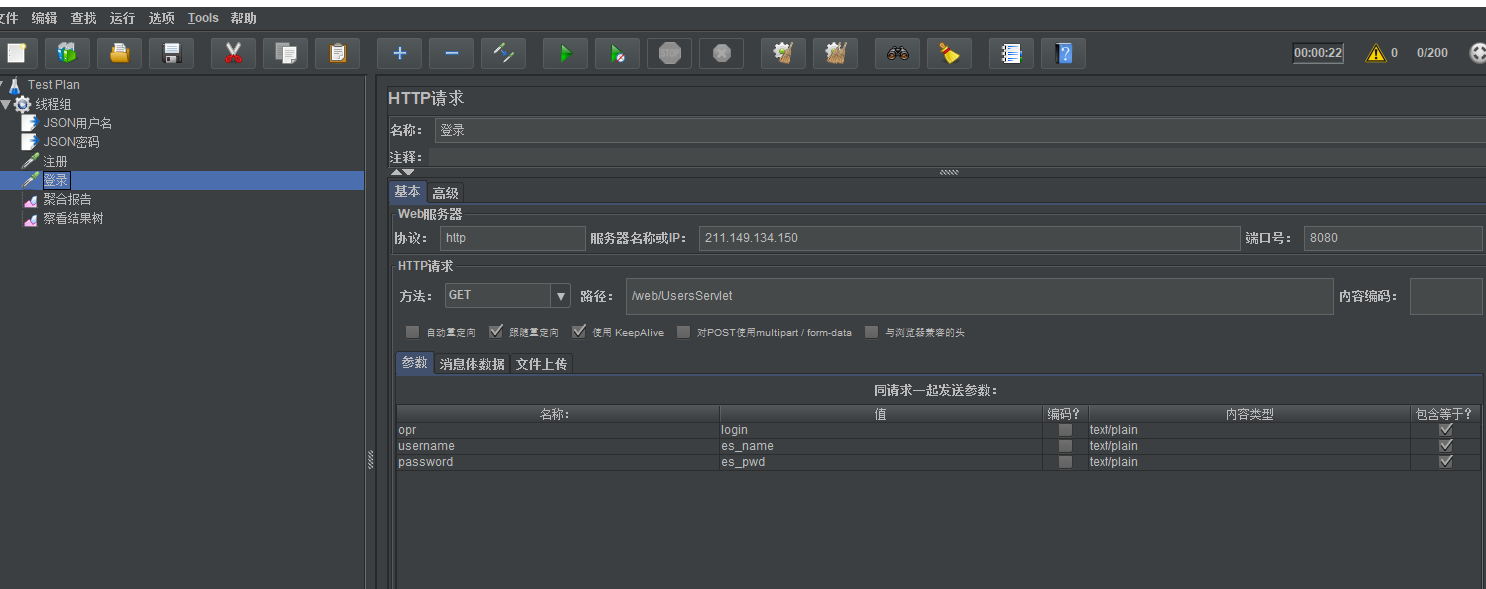 文件 编辑 查找 运行 选项 Tools 帮助
00:00:22 0 0/200
Test Plan
线程组
JSON用户名
JSON密码
注册
登录
聚合报告
察看结果树
HTTP请求
名称： 登录
注释：
基本 高级
Web服务器
协议： http 服务器名称或IP： 211.149.134.150 端口号： 8080
HTTP请求
方法： GET 路径： /web/UsersServlet 内容编码：
自动重定向 跟随重定向 使用 KeepAlive 对POST使用multipart / form-data 与浏览器兼容的头
参数 消息体数据 文件上传
同请求一起发送参数：
名称： 值 编码? 内容类型 包含等于?
opr login text/plain
username es_name text/plain
password es_pwd text/plain